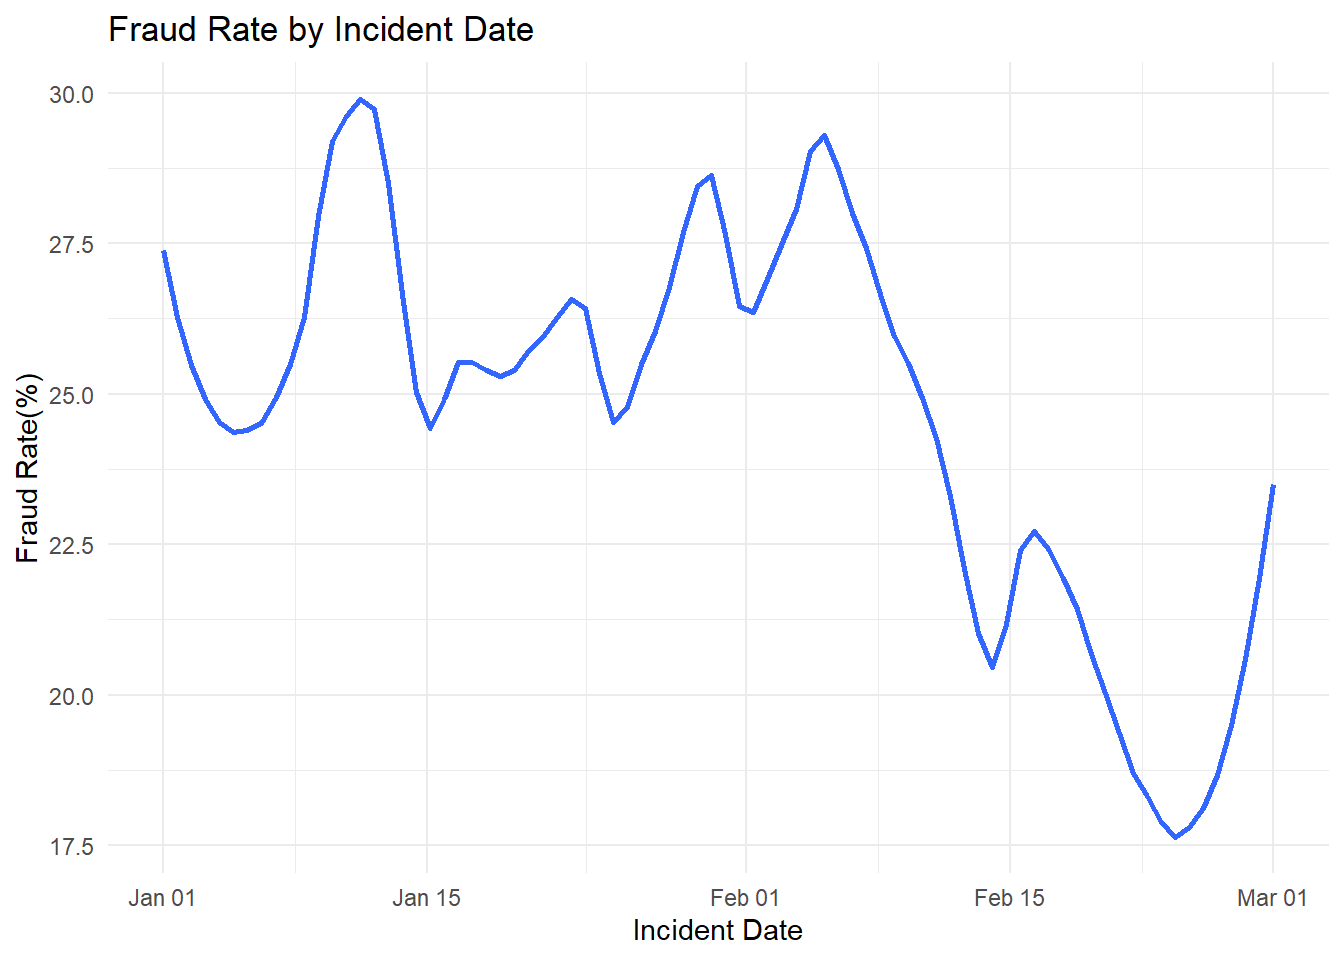 Fraud Rate by Incident Date
30.0
27.5
25.0
22.5
20.0
17.5
Fraud Rate(%)
Jan 01 Jan 15 Feb 01 Feb 15 Mar 01
Incident Date